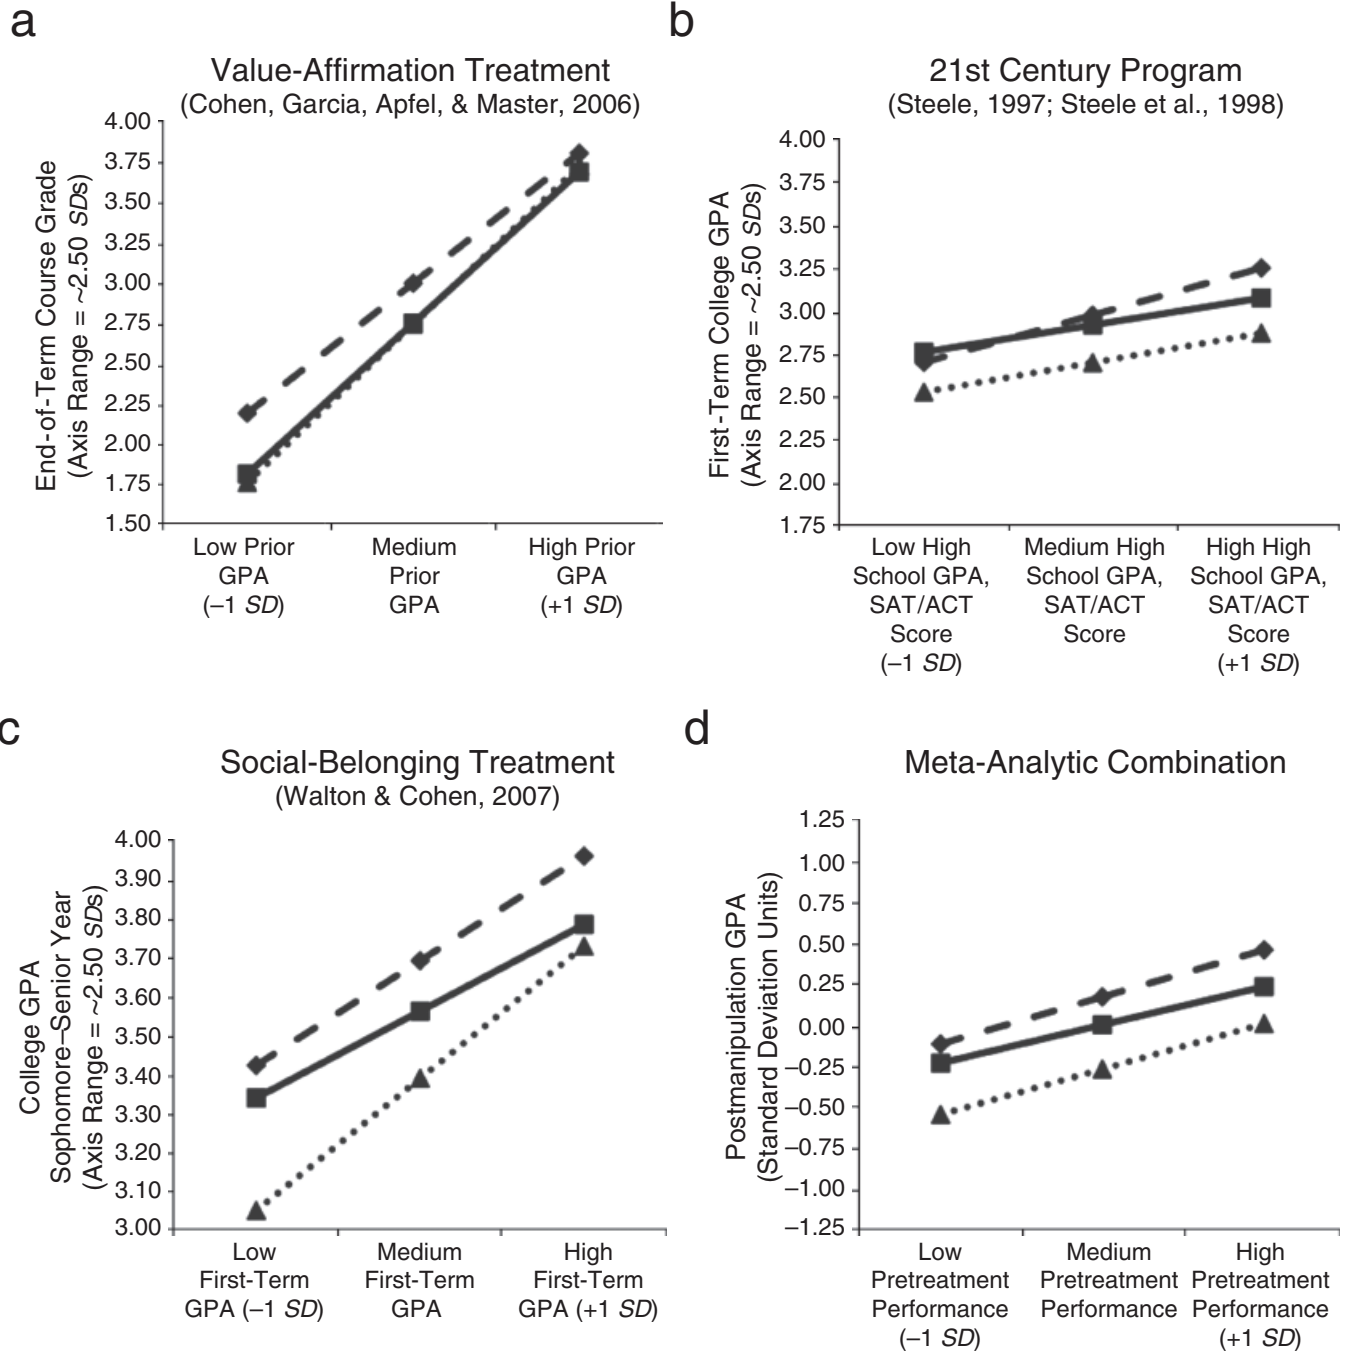 a
Value-Affirmation Treatment
(Cohen, Garcia, Apfel, & Master, 2006)
End-of-Term Course Grade
(Axis Range = ~2.50 SDs)
4.00
3.75
3.50
3.25
3.00
2.75
2.50
2.25
2.00
1.75
1.50
Low Prior
GPA
(–1 SD)
Medium
Prior
GPA
High Prior
GPA
(+1 SD)
b
21st Century Program
(Steele, 1997; Steele et al., 1998)
First-Term College GPA
(Axis Range = ~2.50 SDs)
4.00
3.75
3.50
3.25
3.00
2.75
2.50
2.25
2.00
1.75
Low High
School GPA,
SAT/ACT
Score
(–1 SD)
Medium High
School GPA,
SAT/ACT
Score
High High
School GPA,
SAT/ACT
Score
(+1 SD)
c
Social-Belonging Treatment
(Walton & Cohen, 2007)
College GPA
Sophomore–Senior Year
(Axis Range = ~2.50 SDs)
4.00
3.90
3.80
3.70
3.60
3.50
3.40
3.30
3.20
3.10
3.00
Low
First-Term
GPA (–1 SD)
Medium
First-Term
GPA
High
First-Term
GPA (+1 SD)
d
Meta-Analytic Combination
Postmanipulation GPA
(Standard Deviation Units)
1.25
1.00
0.75
0.50
0.25
0.00
–0.25
–0.50
–0.75
–1.00
–1.25
Low
Pretreatment
Performance
(–1 SD)
Medium
Pretreatment
Performance
High
Pretreatment
Performance
(+1 SD)